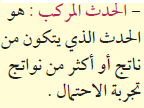 – الحدث المركب : هو
الحدث الذي يتكون من
ناتج أو أكثر من نواتج
تجربة الاحتمال .